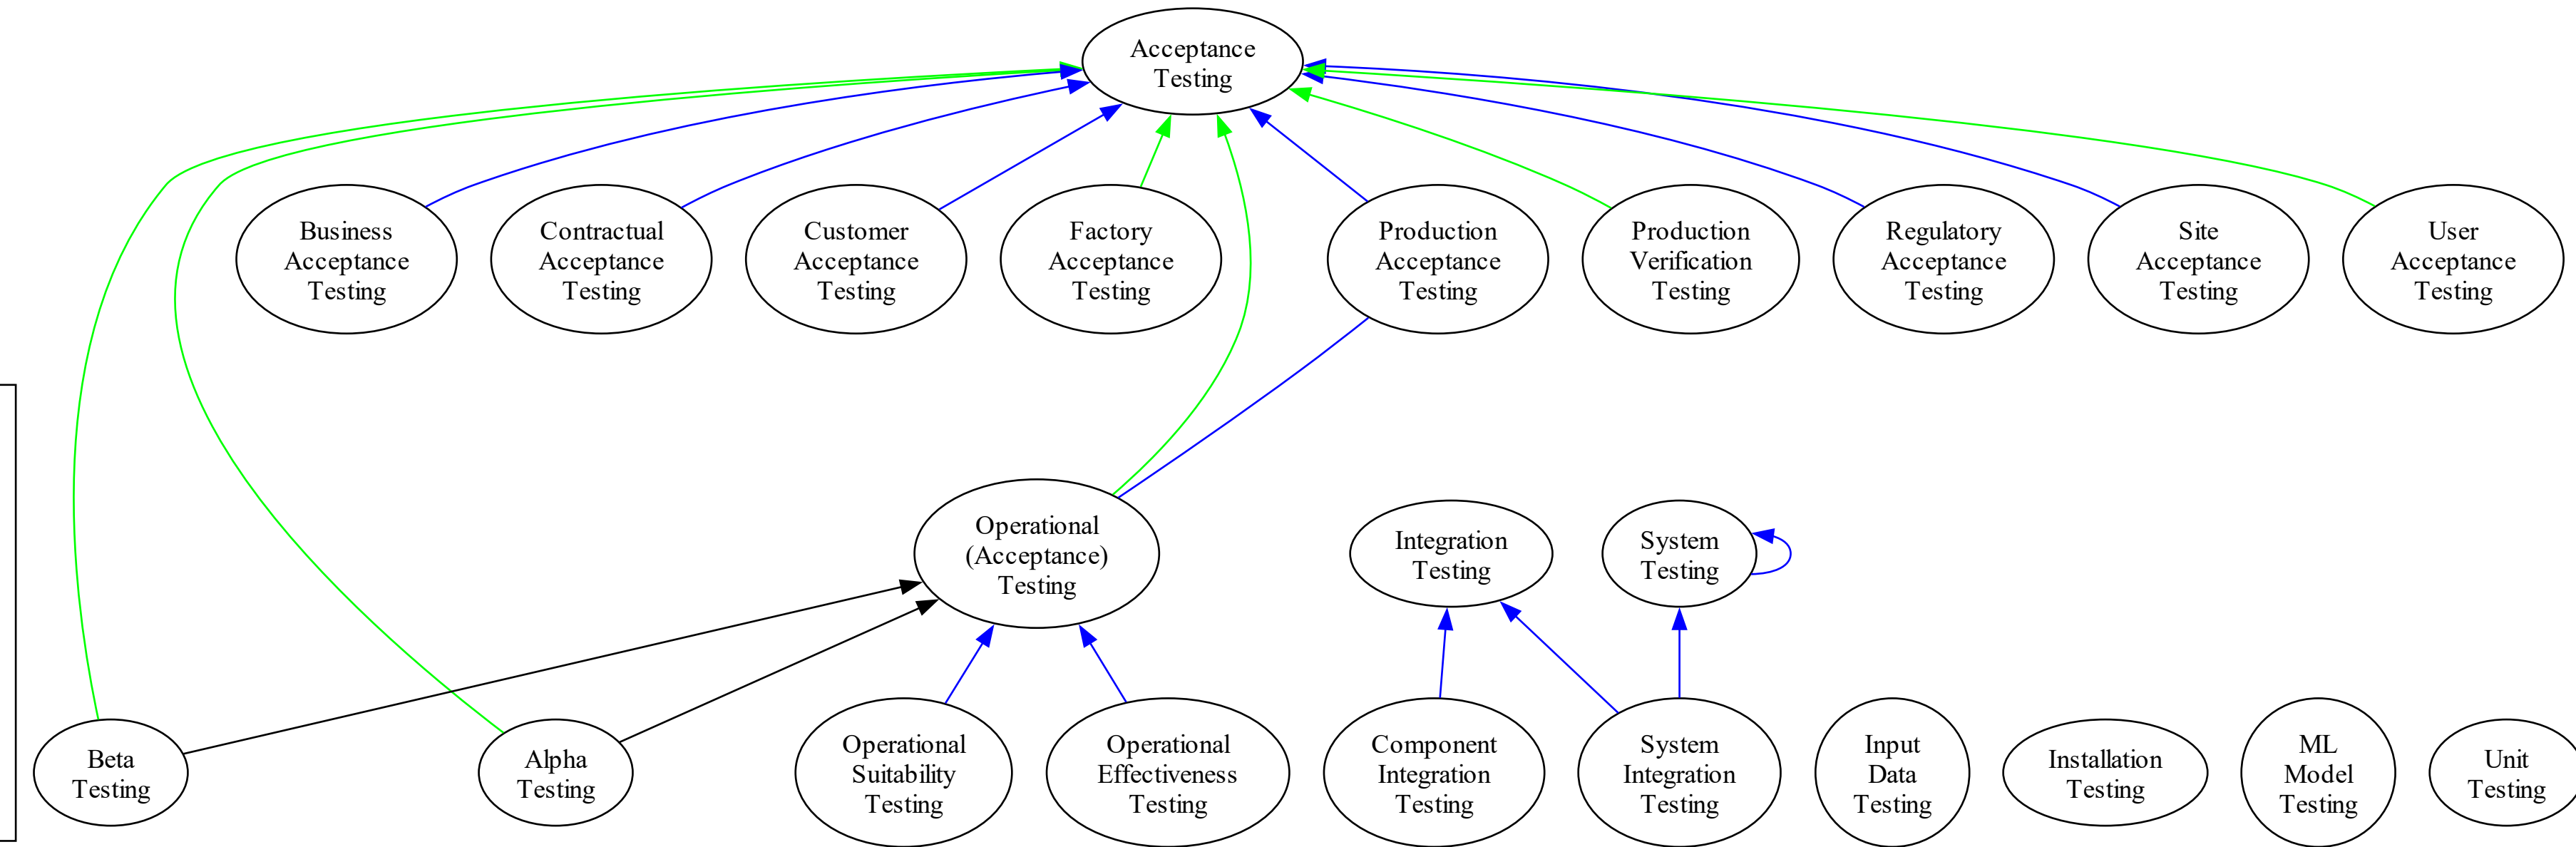 Acceptance
Testing
Business
Acceptance
Testing
Contractual
Acceptance
Testing
Customer
Acceptance
Testing
Factory
Acceptance
Testing
Production
Acceptance
Testing
Production
Verification
Testing
Regulatory
Acceptance
Testing
Site
Acceptance
Testing
User
Acceptance
Testing
Operational
(Acceptance)
Testing
Integration
Testing
System
Testing
Beta
Testing
Alpha
Testing
Operational
Suitability
Testing
Operational
Effectiveness
Testing
Component
Integration
Testing
System
Integration
Testing
Input
Data
Testing
Installation
Testing
ML
Model
Testing
Unit
Testing